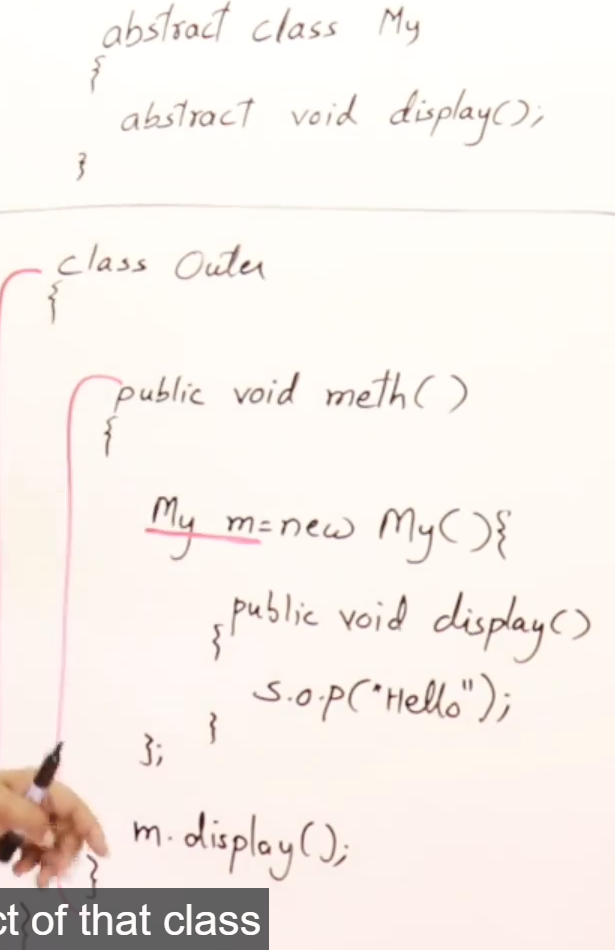 abstract class My
{
abstract void display();
}
class Outer
{
public void meth()
{
My m=new My(){
public void display()
{
S.o.p("Hello");
}
};
m.display();
}
}
ct of that class